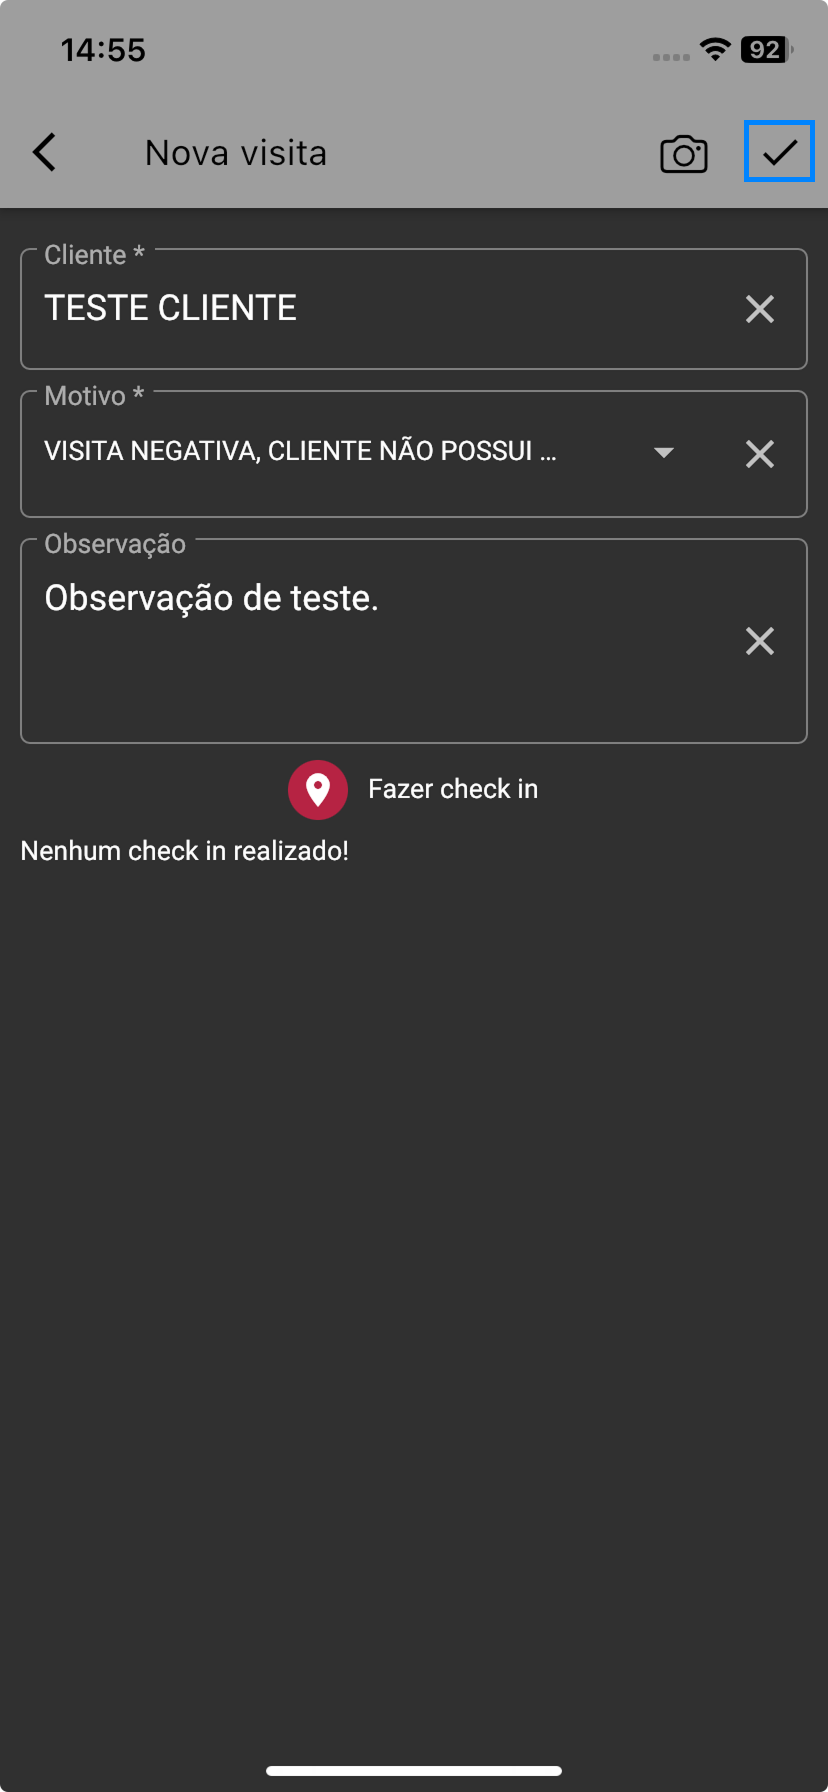 14:55
92
Nova visita
Cliente *
TESTE CLIENTE
Motivo *
VISITA NEGATIVA, CLIENTE NÃO POSSUI ...
Observação
Observação de teste.
Fazer check in
Nenhum check in realizado!